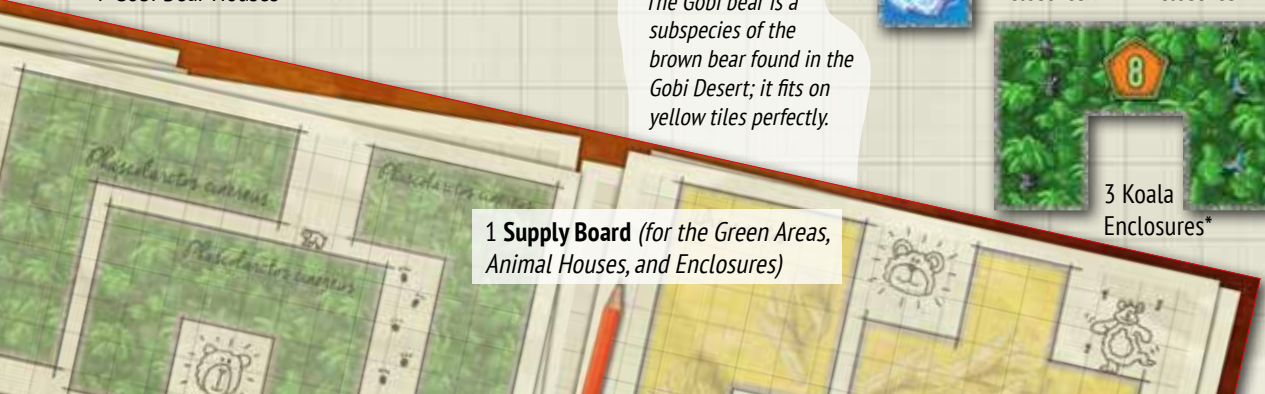 The Gobi bear is a
subspecies of the
brown bear found in the
Gobi Desert; it fits on
yellow tiles perfectly.
8
3 Koala
Enclosures*
1 Supply Board (for the Green Areas,
Animal Houses, and Enclosures)
Phascolarctos cinereus
Phascolarctos cinereus
Phascolarctos cinereus
1